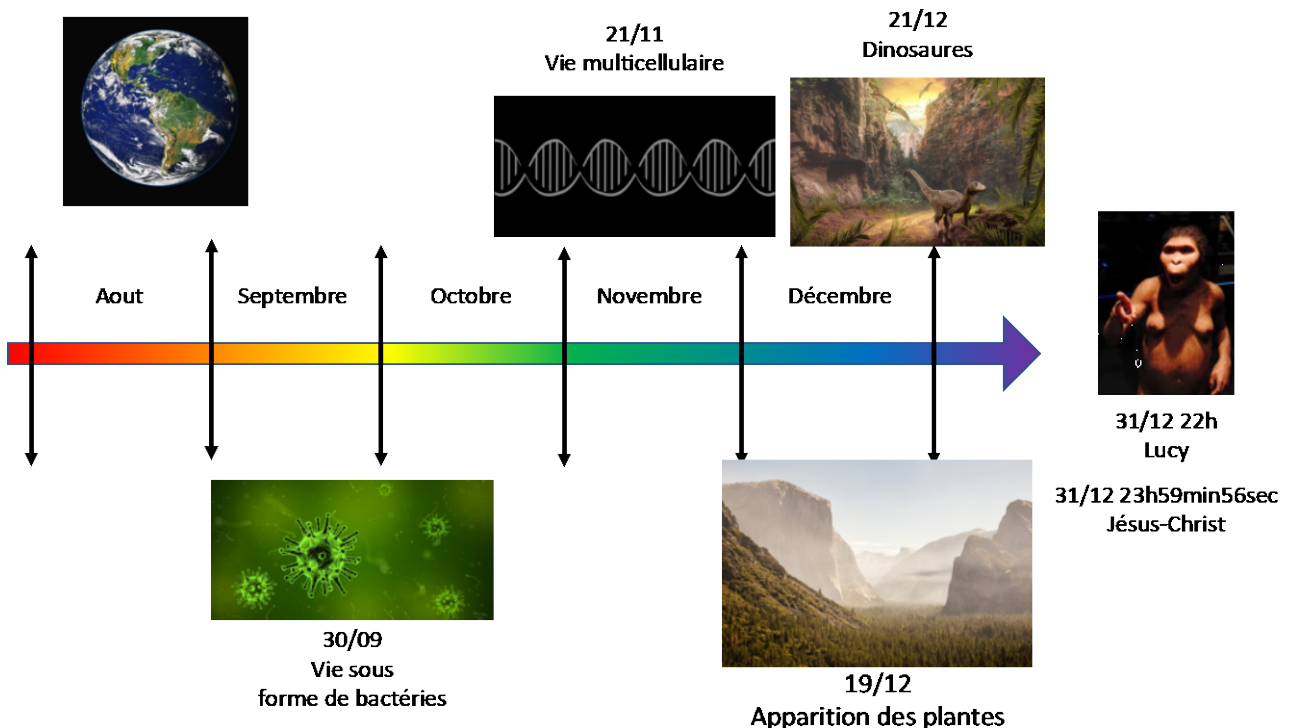 21/11
Vie multicellulaire
21/12
Dinosaures
Aout
Septembre
Octobre
Novembre
Décembre
31/12 22h
Lucy
31/12 23h59min56sec
Jésus-Christ
30/09
Vie sous
forme de bactéries
19/12
Apparition des plantes